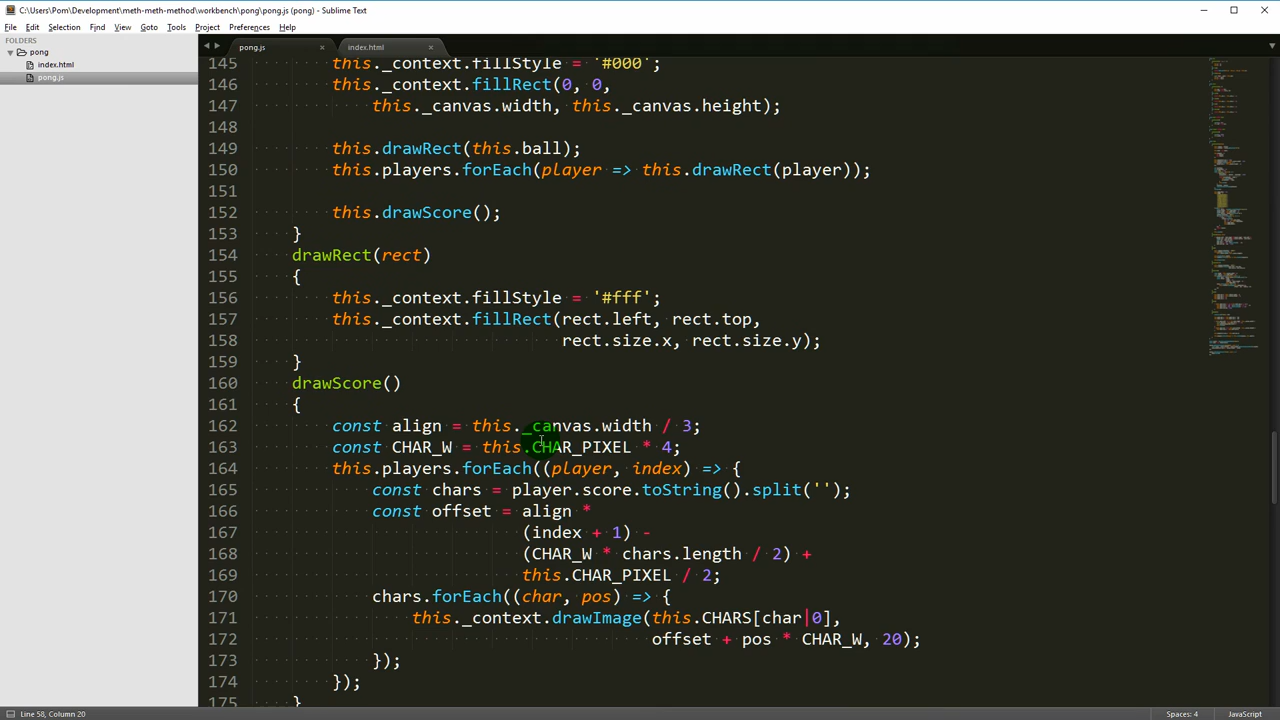 C:\Users\Pom\Development\meth-meth-method\workbench\pong\pong.js (pong) - Sublime Text
File Edit Selection Find View Goto Tools Project Preferences Help
FOLDERS
pong
index.html
pong.js
pong.js index.html
145 this._context.fillStyle = '#000';
146 this._context.fillRect(0, 0,
147 this._canvas.width, this._canvas.height);
148
149 this.drawRect(this.ball);
150 this.players.forEach(player => this.drawRect(player));
151
152 this.drawScore();
153 }
154 drawRect(rect)
155 {
156 this._context.fillStyle = '#fff';
157 this._context.fillRect(rect.left, rect.top,
158 rect.size.x, rect.size.y);
159 }
160 drawScore()
161 {
162 const align = this._canvas.width / 3;
163 const CHAR_W = this.CHAR_PIXEL * 4;
164 this.players.forEach((player, index) => {
165 const chars = player.score.toString().split('');
166 const offset = align *
167 (index + 1) -
168 (CHAR_W * chars.length / 2) +
169 this.CHAR_PIXEL / 2;
170 chars.forEach((char, pos) => {
171 this._context.drawImage(this.CHARS[char|0],
172 offset + pos * CHAR_W, 20);
173 });
174 });
175 }
Line 58, Column 20 Spaces: 4 JavaScript